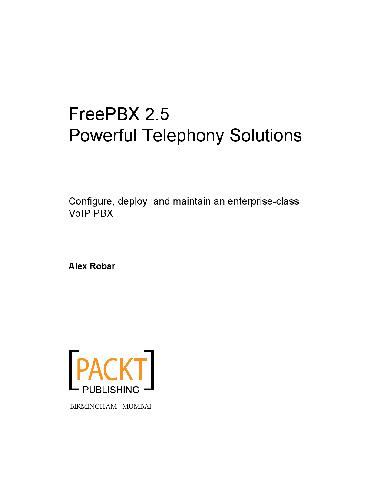 FreePBX 2.5
Powerful Telephony Solutions
Configure, deploy, and maintain an enterprise-class
VoIP PBX
Alex Robar
[PACKT]
PUBLISHING
BIRMINGHAM - MUMBAI